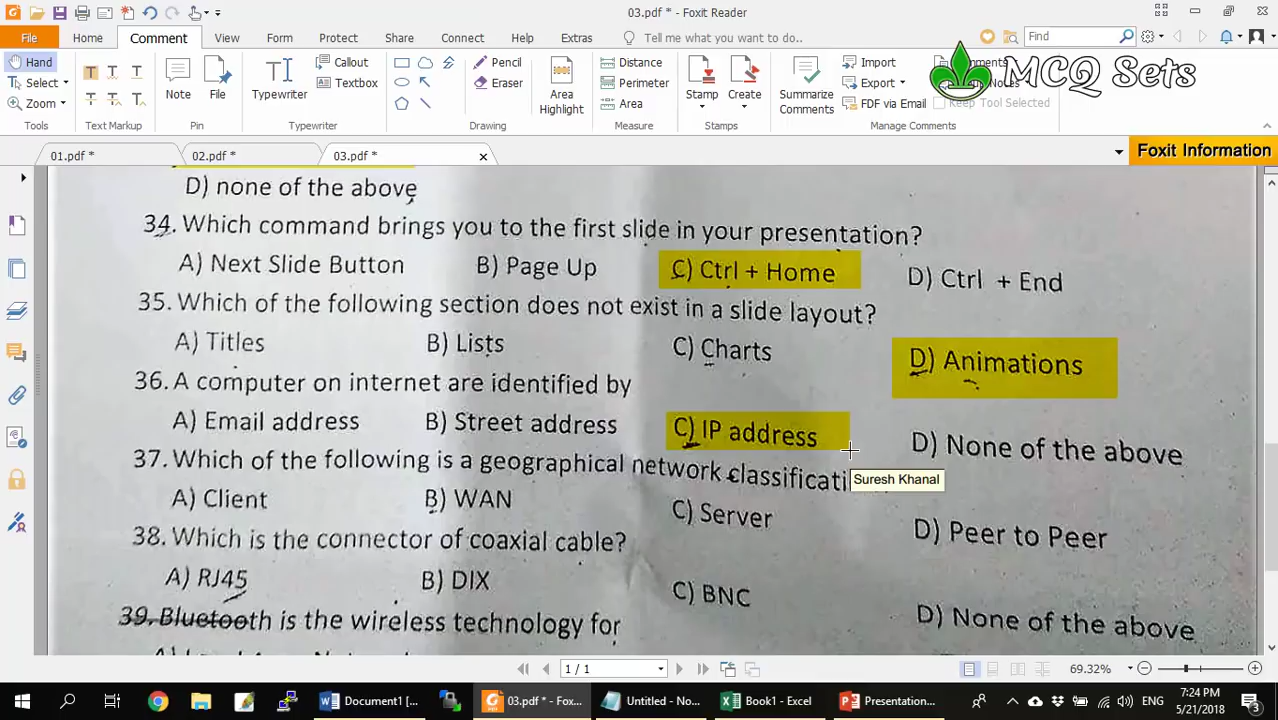 03.pdf * - Foxit Reader
File Home Comment View Form Protect Share Connect Help Extras Tell me what you want to do.. Find
Hand
Select
Zoom
Tools
Text Markup
Note
File
Pin
Typewriter
Callout
Textbox
Typewriter
Pencil
Eraser
Drawing
Area Highlight
Distance
Perimeter
Area
Measure
Stamp
Create
Stamps
Summarize Comments
Import
Export
FDF via Email
Keep Tool Selected
Manage Comments
MCQ Sets
01.pdf * 02.pdf * 03.pdf *
Foxit Information
D) none of the above
34. Which command brings you to the first slide in your presentation?
A) Next Slide Button B) Page Up C) Ctrl + Home D) Ctrl + End
35. Which of the following section does not exist in a slide layout?
A) Titles B) Lists C) Charts D) Animations
36. A computer on internet are identified by
A) Email address B) Street address C) IP address D) None of the above
Suresh Khanal
37. Which of the following is a geographical network classificati
A) Client B) WAN C) Server D) Peer to Peer
38. Which is the connector of coaxial cable?
A) RJ45 B) DIX C) BNC D) None of the above
39. Bluetooth is the wireless technology for
1 / 1
69.32%
Document1 [... 03.pdf * - Fox... Untitled - No... Book1 - Excel Presentation...
ENG
7:24 PM
5/21/2018
3